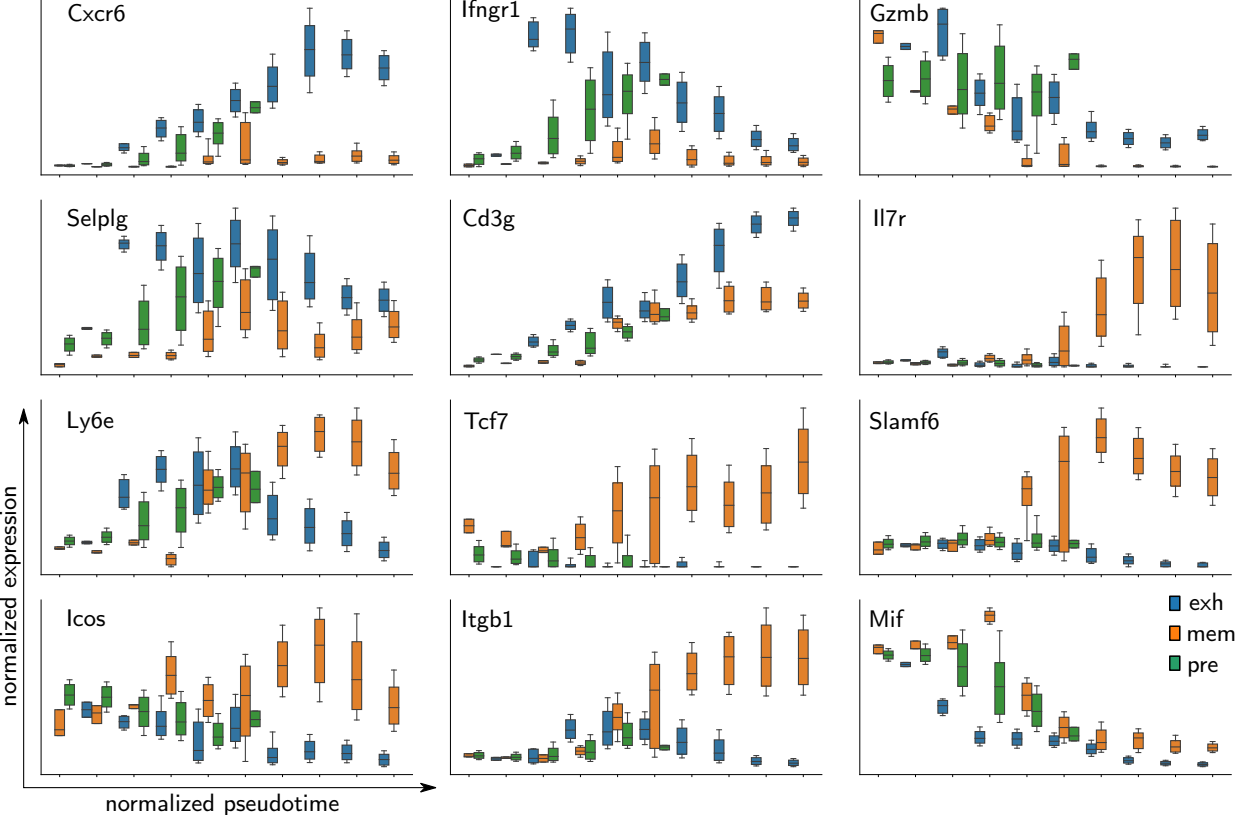 Cxcr6
Ifngr1
Gzmb
Selplg
Cd3g
Il7r
Ly6e
Tcf7
Slamf6
Icos
Itgb1
Mif
exh
mem
pre
normalized expression
normalized pseudotime